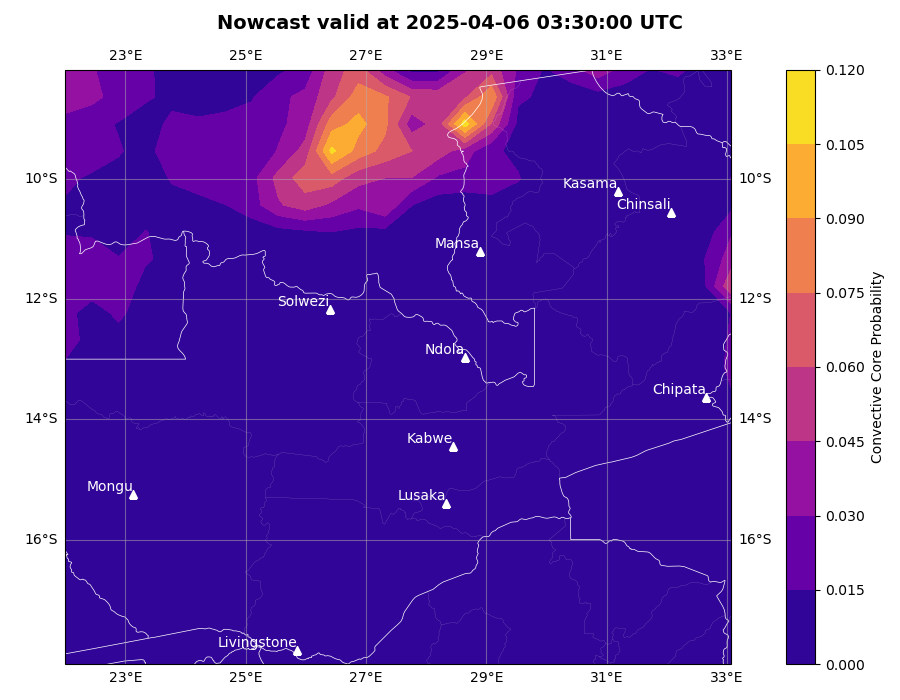 Nowcast valid at 2025-04-06 03:30:00 UTC
23°E 25°E 27°E 29°E 31°E 33°E
0.120
0.105
10°S Kasama 10°S
Chinsali
0.090
Mansa
0.075
12°S Solwezi 12°S
Ndola
0.060
Chipata
14°S 14°S
Kabwe
0.045
Mongu
Lusaka
0.030
16°S 16°S
0.015
Livingstone
0.000
23°E 25°E 27°E 29°E 31°E 33°E
Convective Core Probability